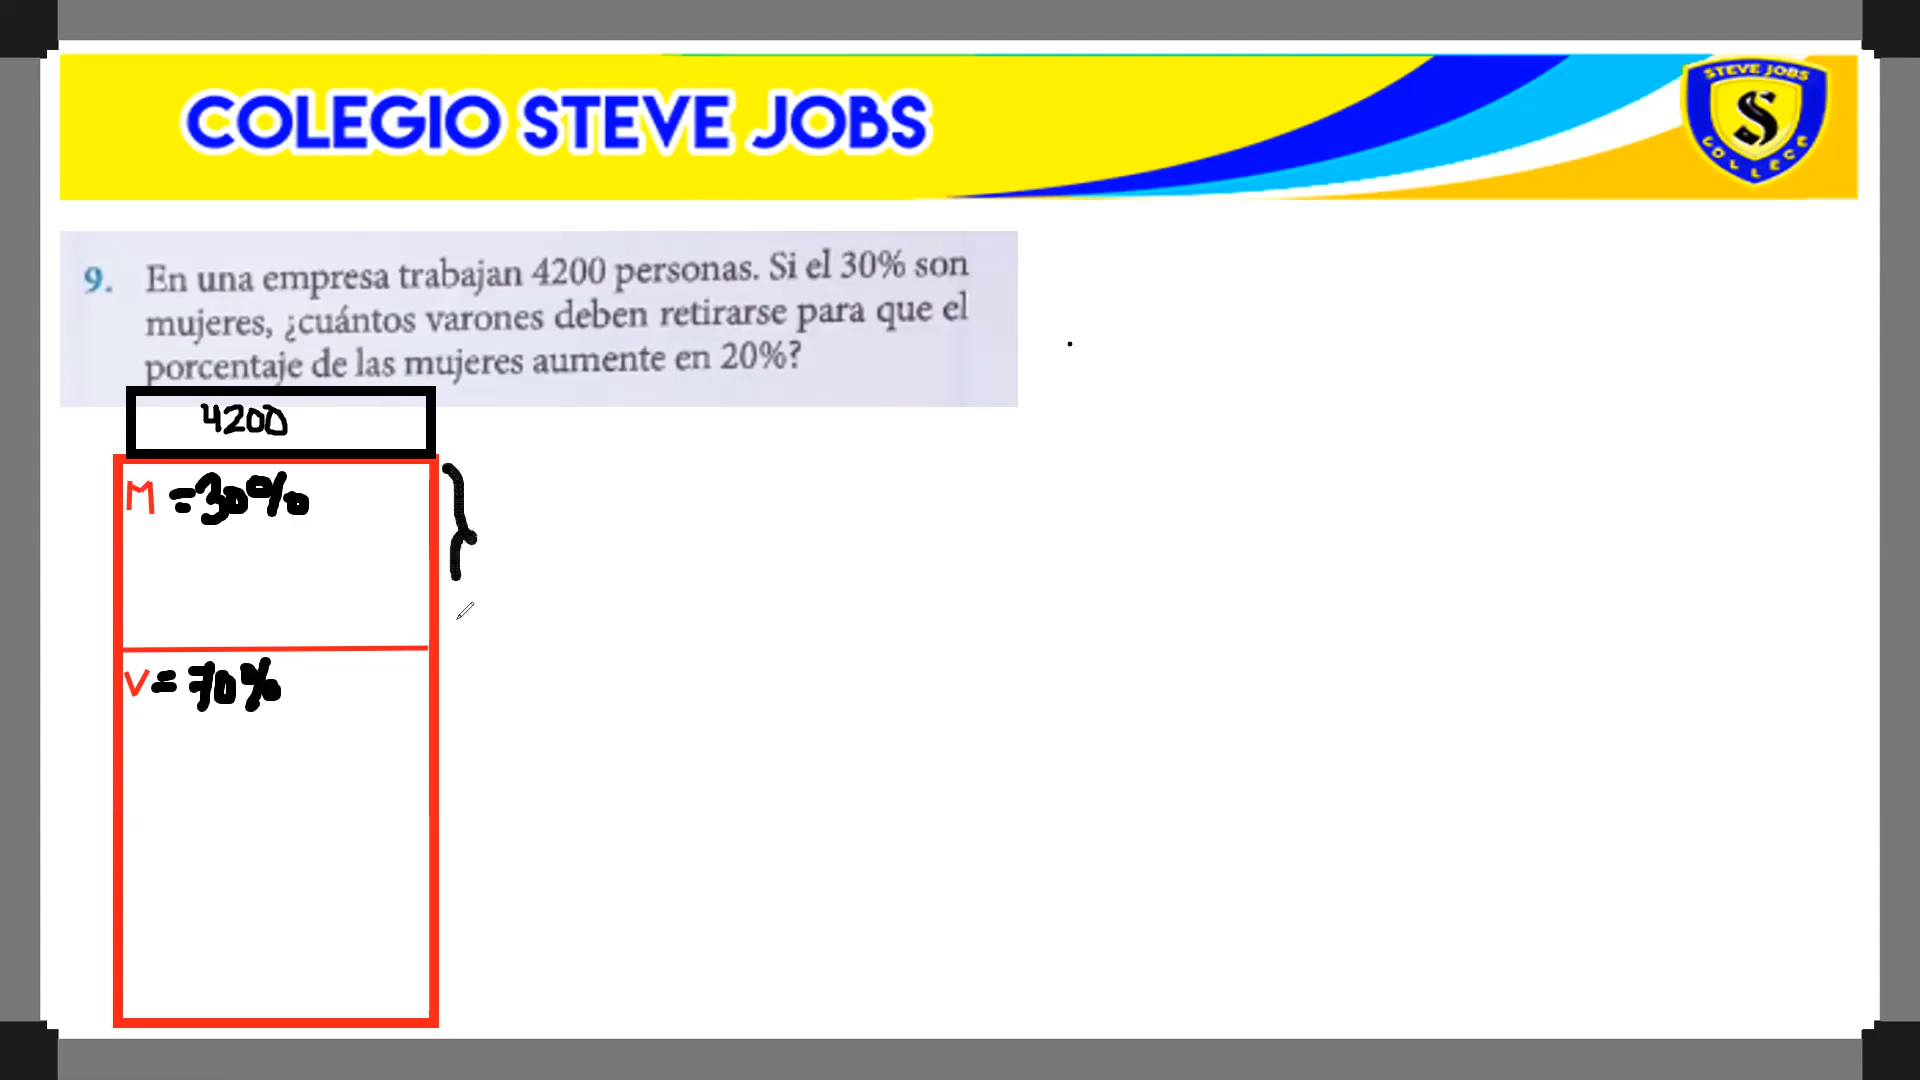 COLEGIO STEVE JOBS
STEVE JOBS
S
COLLEGE
9. En una empresa trabajan 4200 personas. Si el 30% son
mujeres, ¿cuántos varones deben retirarse para que el
porcentaje de las mujeres aumente en 20%?
4200
M = 30%
V = 70%